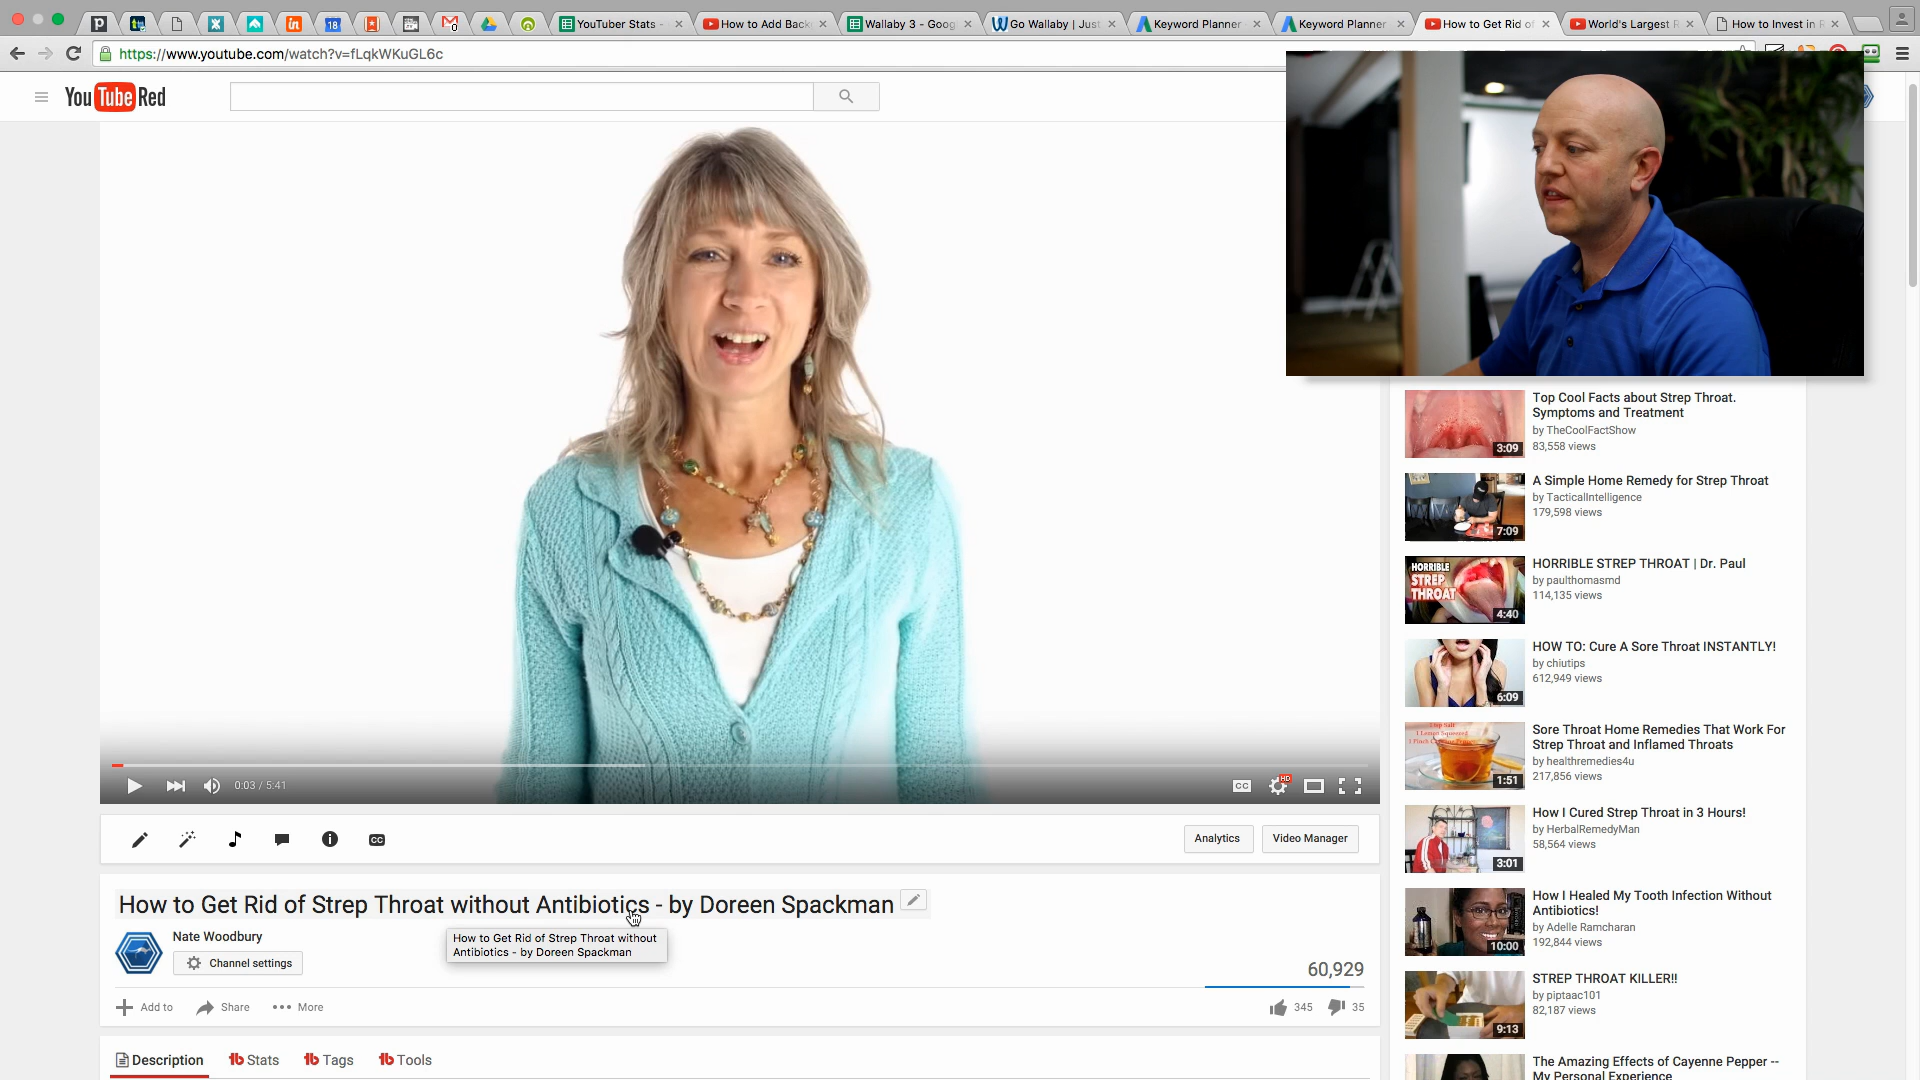 18
0
YouTuber Stats -
How to Add Back
Wallaby 3 - Goog
Go Wallaby | Just
Keyword Planner
Keyword Planner
How to Get Rid of
World's Largest R
How to Invest in R
https://www.youtube.com/watch?v=fLqkWKuGL6c
YouTube Red
Top Cool Facts about Strep Throat.
Symptoms and Treatment
by TheCoolFactShow
83,558 views
3:09
A Simple Home Remedy for Strep Throat
by TacticalIntelligence
179,598 views
7:09
HORRIBLE
STREP
THROAT
4:40
HORRIBLE STREP THROAT | Dr. Paul
by paulthomasmd
114,135 views
HOW TO: Cure A Sore Throat INSTANTLY!
by chiutips
612,949 views
6:09
Sore Throat Home Remedies That Work For
Strep Throat and Inflamed Throats
by healthremedies4u
217,856 views
1:51
How I Cured Strep Throat in 3 Hours!
by HerbalRemedyMan
58,564 views
3:01
How I Healed My Tooth Infection Without
Antibiotics!
by Adelle Ramcharan
192,844 views
10:00
STREP THROAT KILLER!!
by piptaac101
82,187 views
9:13
The Amazing Effects of Cayenne Pepper --
My Personal Experience
0:03 / 5:41
CC
HD
CC
Analytics
Video Manager
How to Get Rid of Strep Throat without Antibiotics - by Doreen Spackman
Nate Woodbury
Channel settings
How to Get Rid of Strep Throat without
Antibiotics - by Doreen Spackman
60,929
Add to
Share
More
345
35
Description
Stats
Tags
Tools